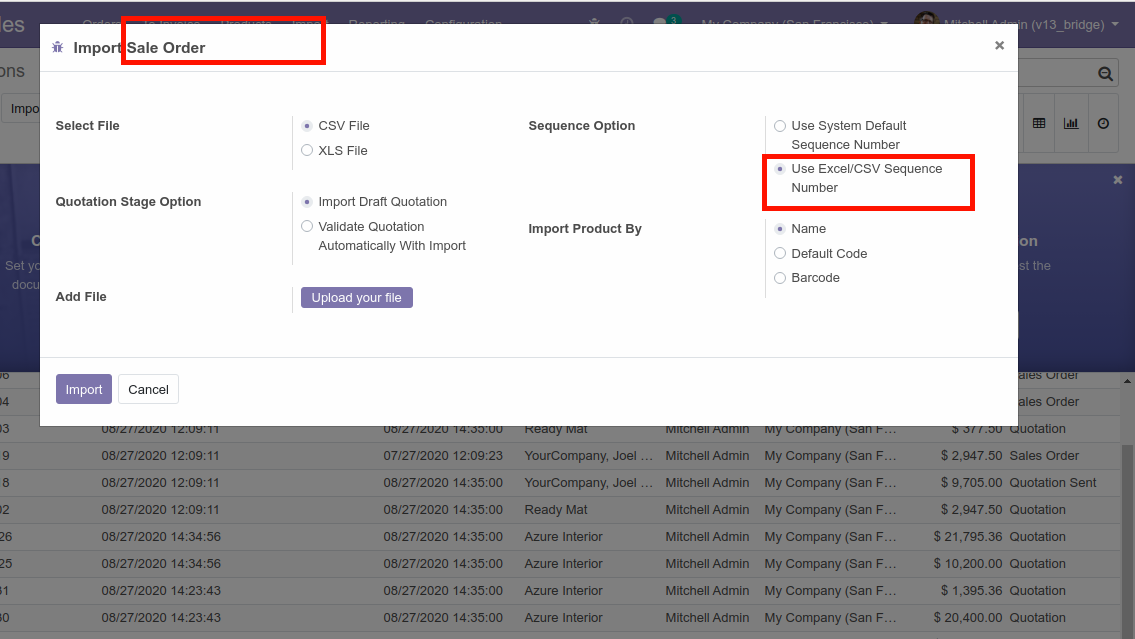 les Orders To Invoice Products Import Reporting Configuration 3 My Company (San Francisco) Mitchell Admin (v13_bridge)
Import Sale Order ×
ons
Impo
Select File
CSV File
XLS File
Sequence Option
Use System Default
Sequence Number
Use Excel/CSV Sequence
Number
Quotation Stage Option
Import Draft Quotation
Validate Quotation
Automatically With Import
Import Product By
Name
Default Code
Barcode
Add File
Upload your file
Import Cancel
C
Set yo
docu
on
st the
06 Sales Order
04 Sales Order
03 08/27/2020 12:09:11 08/27/2020 14:35:00 Ready Mat Mitchell Admin My Company (San F... $ 377.50 Quotation
19 08/27/2020 12:09:11 07/27/2020 12:09:23 YourCompany, Joel ... Mitchell Admin My Company (San F... $ 2,947.50 Sales Order
18 08/27/2020 12:09:11 08/27/2020 14:35:00 YourCompany, Joel ... Mitchell Admin My Company (San F... $ 9,705.00 Quotation Sent
02 08/27/2020 12:09:11 08/27/2020 14:35:00 Ready Mat Mitchell Admin My Company (San F... $ 2,947.50 Quotation
26 08/27/2020 14:34:56 08/27/2020 14:35:00 Azure Interior Mitchell Admin My Company (San F... $ 21,795.36 Quotation
25 08/27/2020 14:34:56 08/27/2020 14:35:00 Azure Interior Mitchell Admin My Company (San F... $ 10,200.00 Quotation
31 08/27/2020 14:23:43 08/27/2020 14:35:00 Azure Interior Mitchell Admin My Company (San F... $ 1,395.36 Quotation
30 08/27/2020 14:23:43 08/27/2020 14:35:00 Azure Interior Mitchell Admin My Company (San F... $ 20,400.00 Quotation